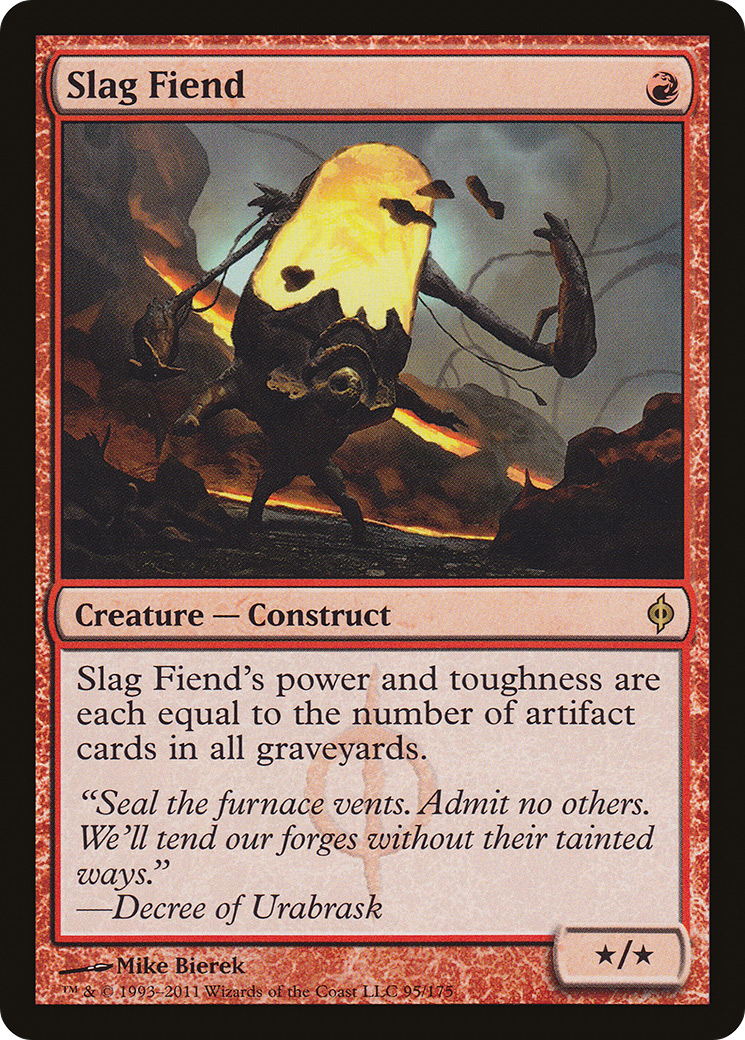 Slag Fiend
Creature — Construct
Slag Fiend's power and toughness are
each equal to the number of artifact
cards in all graveyards.
“Seal the furnace vents. Admit no others.
We'll tend our forges without their tainted
ways.”
—Decree of Urabrask
★/★
Mike Bierek
™ & © 1993–2011 Wizards of the Coast LLC 95/175